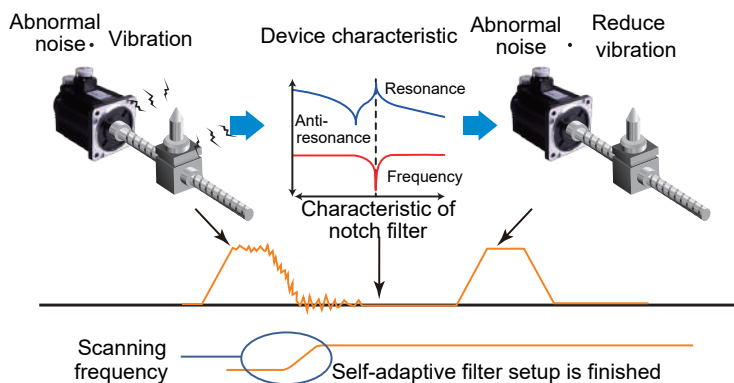 Abnormal
noise · Vibration
Device characteristic
Abnormal
noise · Reduce
vibration
Resonance
Anti-
resonance
Frequency
Characteristic of
notch filter
Scanning
frequency
Self-adaptive filter setup is finished